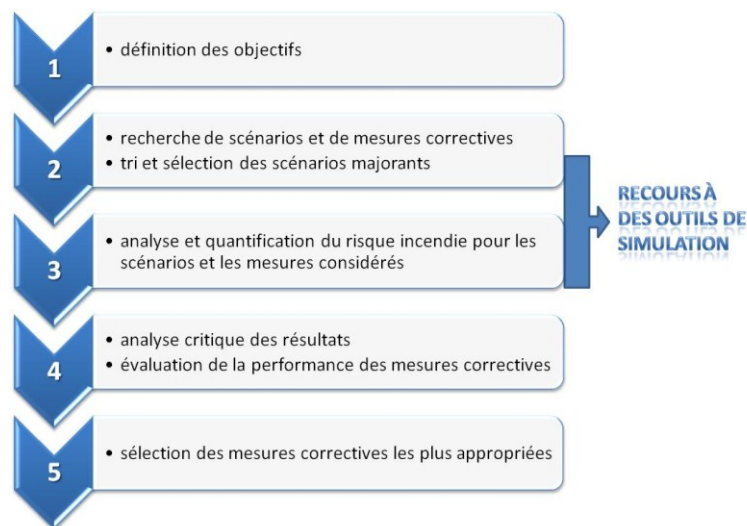 1
• définition des objectifs
2
• recherche de scénarios et de mesures correctives
• tri et sélection des scénarios majorants
3
• analyse et quantification du risque incendie pour les
scénarios et les mesures considérés
RECOURS À
DES OUTILS DE
SIMULATION
4
• analyse critique des résultats
• évaluation de la performance des mesures correctives
5
• sélection des mesures correctives les plus appropriées